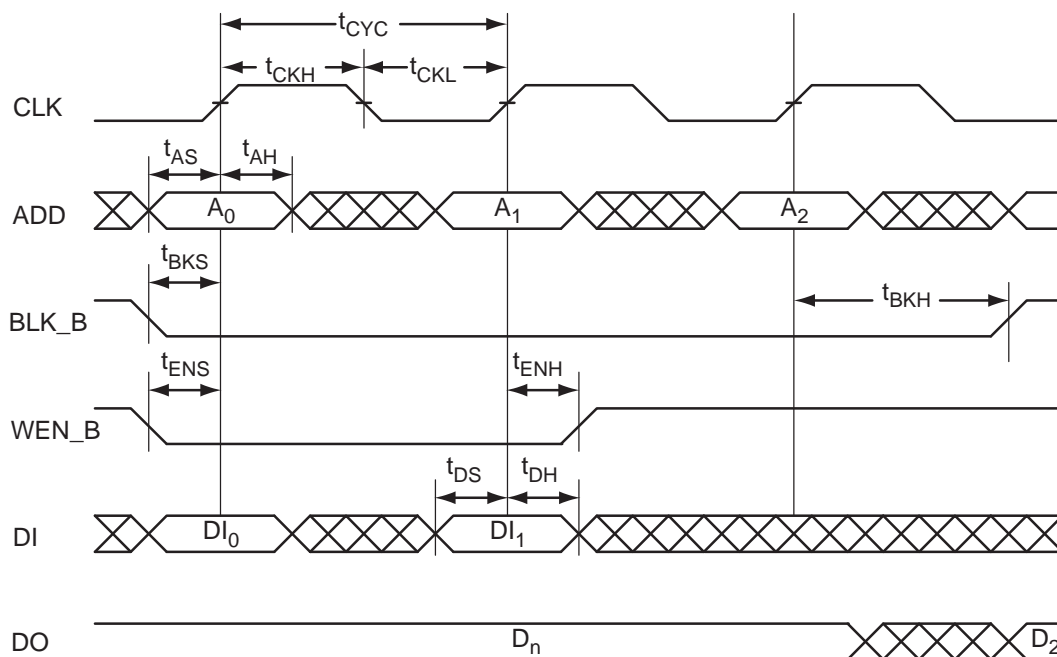 tCYC
tCKH tCKL
CLK
tAS tAH
ADD A0 A1 A2
tBKS
tBKH
BLK_B
tENS tENH
WEN_B
tDS tDH
DI DI0 DI1
DO Dn D2